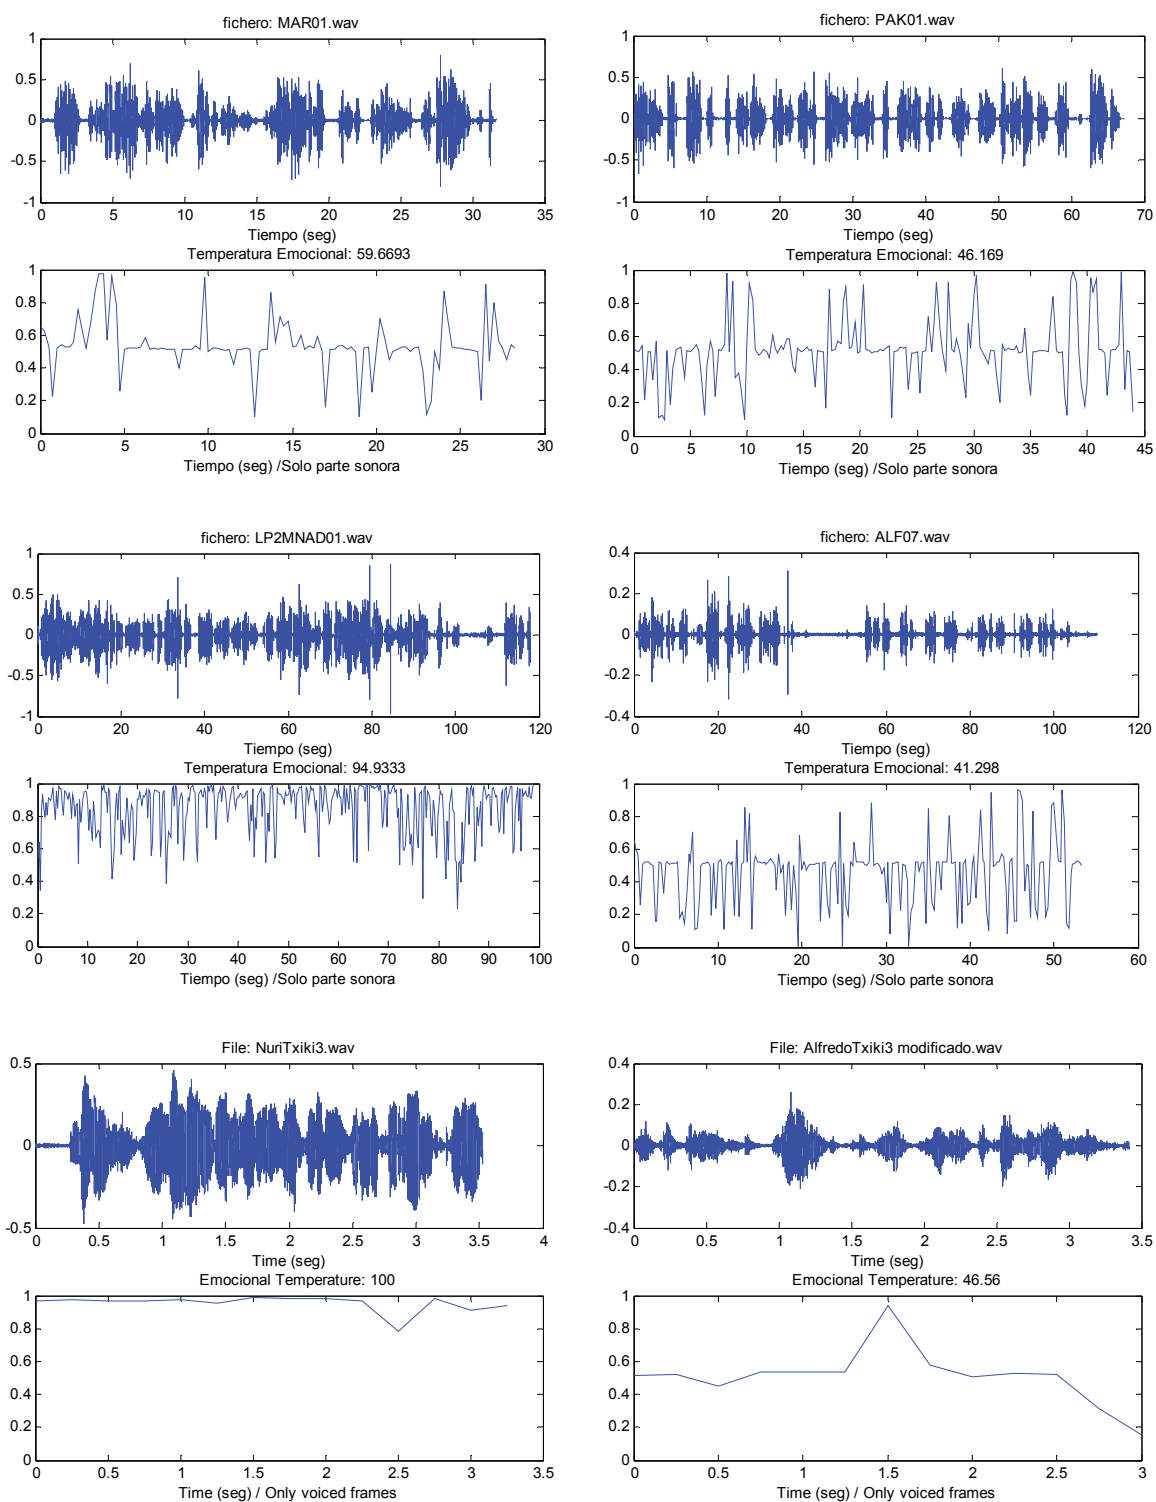 fichero: MAR01.wav
1
0.5
0
-0.5
-1
0 5 10 15 20 25 30 35
Tiempo (seg)
Temperatura Emocional: 59.6693
1
0.8
0.6
0.4
0.2
0
0 5 10 15 20 25 30
Tiempo (seg) /Solo parte sonora
fichero: PAK01.wav
1
0.5
0
-0.5
-1
0 10 20 30 40 50 60 70
Tiempo (seg)
Temperatura Emocional: 46.169
1
0.8
0.6
0.4
0.2
0
0 5 10 15 20 25 30 35 40 45
Tiempo (seg) /Solo parte sonora
fichero: LP2MNAD01.wav
1
0.5
0
-0.5
-1
0 20 40 60 80 100 120
Tiempo (seg)
Temperatura Emocional: 94.9333
1
0.8
0.6
0.4
0.2
0
0 10 20 30 40 50 60 70 80 90 100
Tiempo (seg) /Solo parte sonora
fichero: ALF07.wav
0.4
0.2
0
-0.2
-0.4
0 20 40 60 80 100 120
Tiempo (seg)
Temperatura Emocional: 41.298
1
0.8
0.6
0.4
0.2
0
0 10 20 30 40 50 60
Tiempo (seg) /Solo parte sonora
File: NuriTxiki3.wav
0.5
0
-0.5
0 0.5 1 1.5 2 2.5 3 3.5 4
Time (seg)
Emocional Temperature: 100
1
0.8
0.6
0.4
0.2
0
0 0.5 1 1.5 2 2.5 3 3.5
Time (seg) / Only voiced frames
File: AlfredoTxiki3 modificado.wav
0.4
0.2
0
-0.2
-0.4
0 0.5 1 1.5 2 2.5 3 3.5
Time (seg)
Emocional Temperature: 46.56
1
0.8
0.6
0.4
0.2
0
0 0.5 1 1.5 2 2.5 3
Time (seg) / Only voiced frames